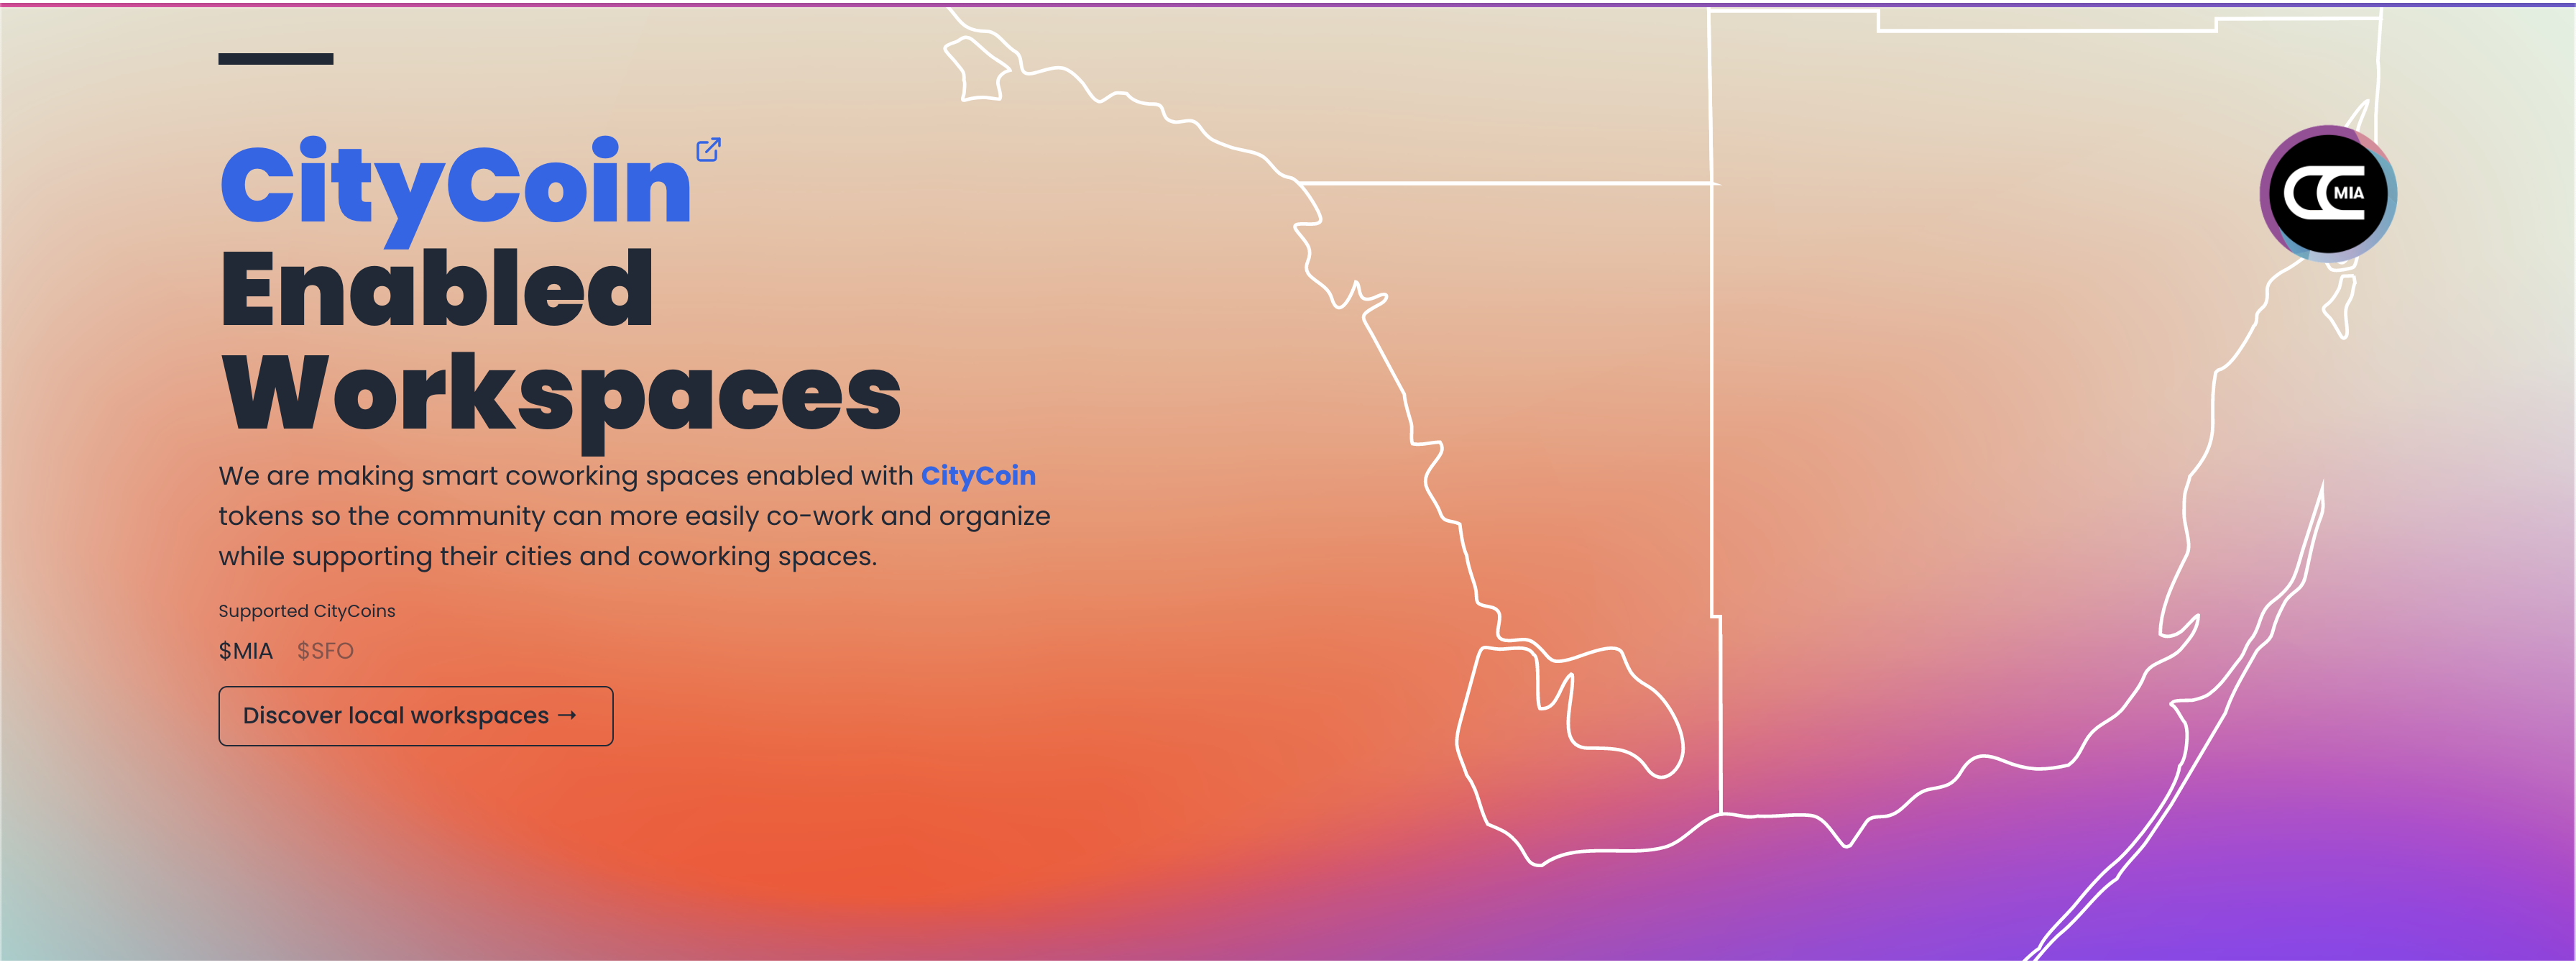 CityCoin
Enabled
Workspaces
We are making smart coworking spaces enabled with CityCoin
tokens so the community can more easily co-work and organize
while supporting their cities and coworking spaces.
Supported CityCoins
$MIA $SFO
Discover local workspaces →
CC MIA